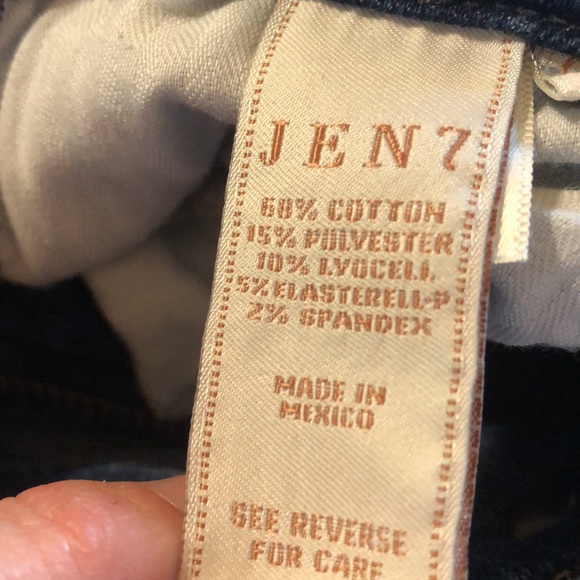 JEN7
68% COTTON
15% POLYESTER
10% LYOCELL
5% ELASTERELL-P
2% SPANDEX
MADE IN
MEXICO
SEE REVERSE
FOR CARE